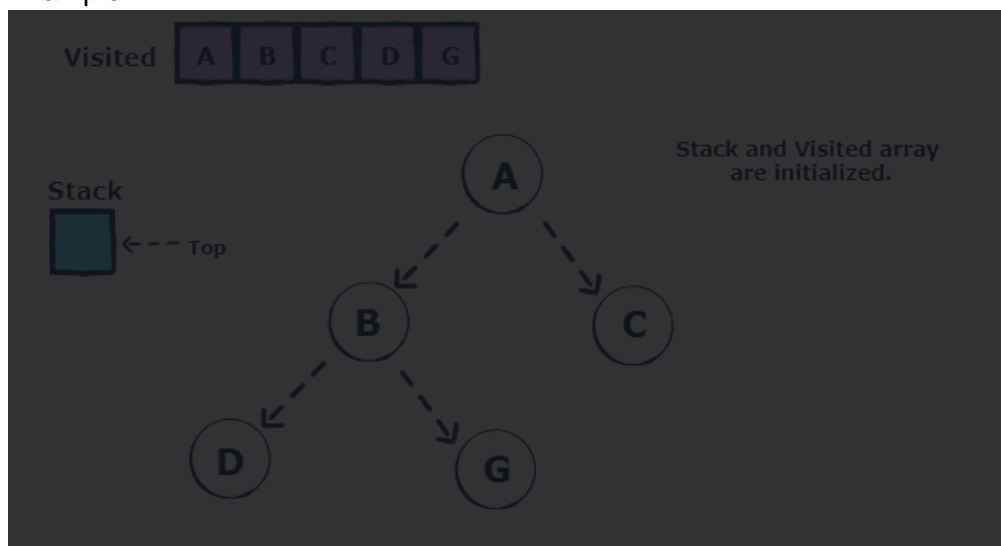 Visited A B C D G
Stack and Visited array
are initialized.
Stack
Top
A
B
C
D
G